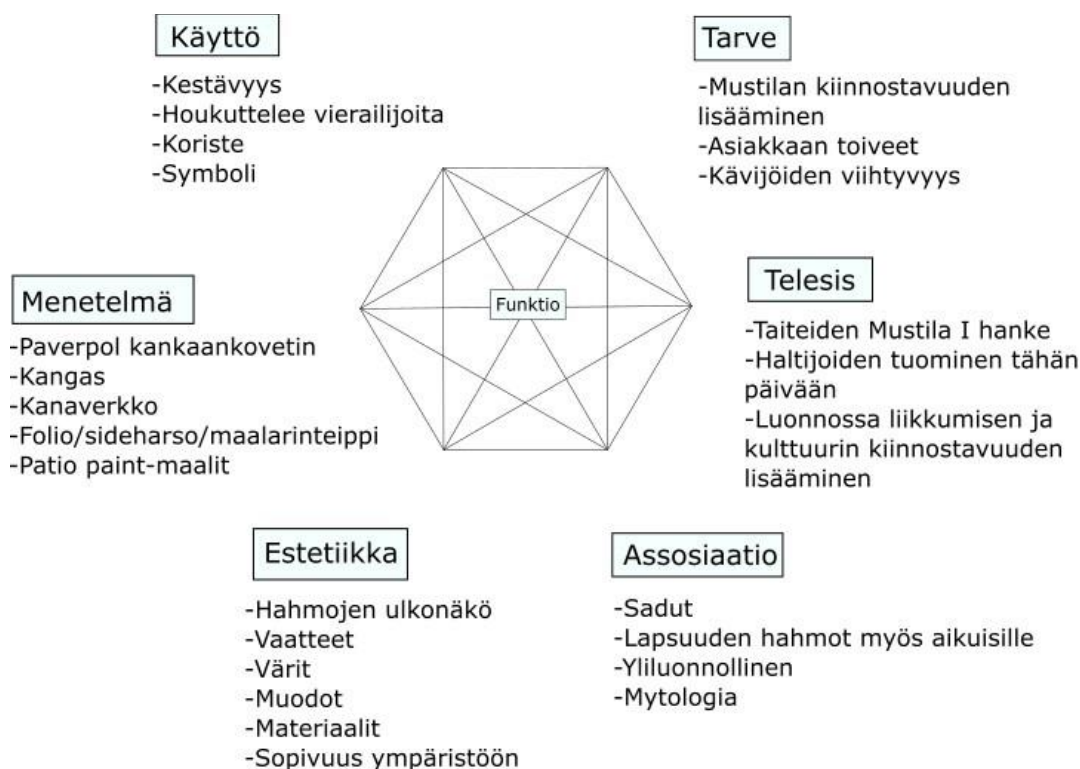 Käyttö
-Kestävyys
-Houkuttelee vierailijoita
-Koriste
-Symboli
Tarve
-Mustilan kiinnostavuuden
lisääminen
-Asiakkaan toiveet
-Kävijöiden viihtyvyys
Menetelmä
-Paverpol kankaankovetin
-Kangas
-Kanaverkko
-Folio/sideharso/maalarinteippi
-Patio paint-maalit
Funktio
Telesis
-Taiteiden Mustila I hanke
-Haltijoiden tuominen tähän
päivään
-Luonnossa liikkumisen ja
kulttuurin kiinnostavuuden
lisääminen
Estetiikka
-Hahmojen ulkonäkö
-Vaatteet
-Värit
-Muodot
-Materiaalit
-Sopivuus ympäristöön
Assosiaatio
-Sadut
-Lapsuuden hahmot myös aikuisille
-Yliluonnollinen
-Mytologia